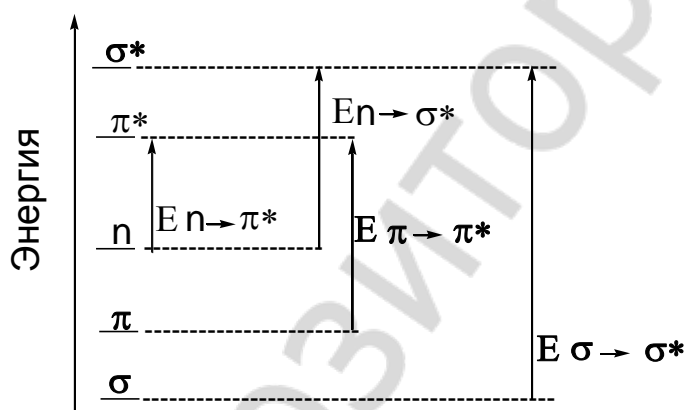 σ*
En→ σ*
π*
E n→ π*
n
E π → π*
π
E σ → σ*
σ
Энергия